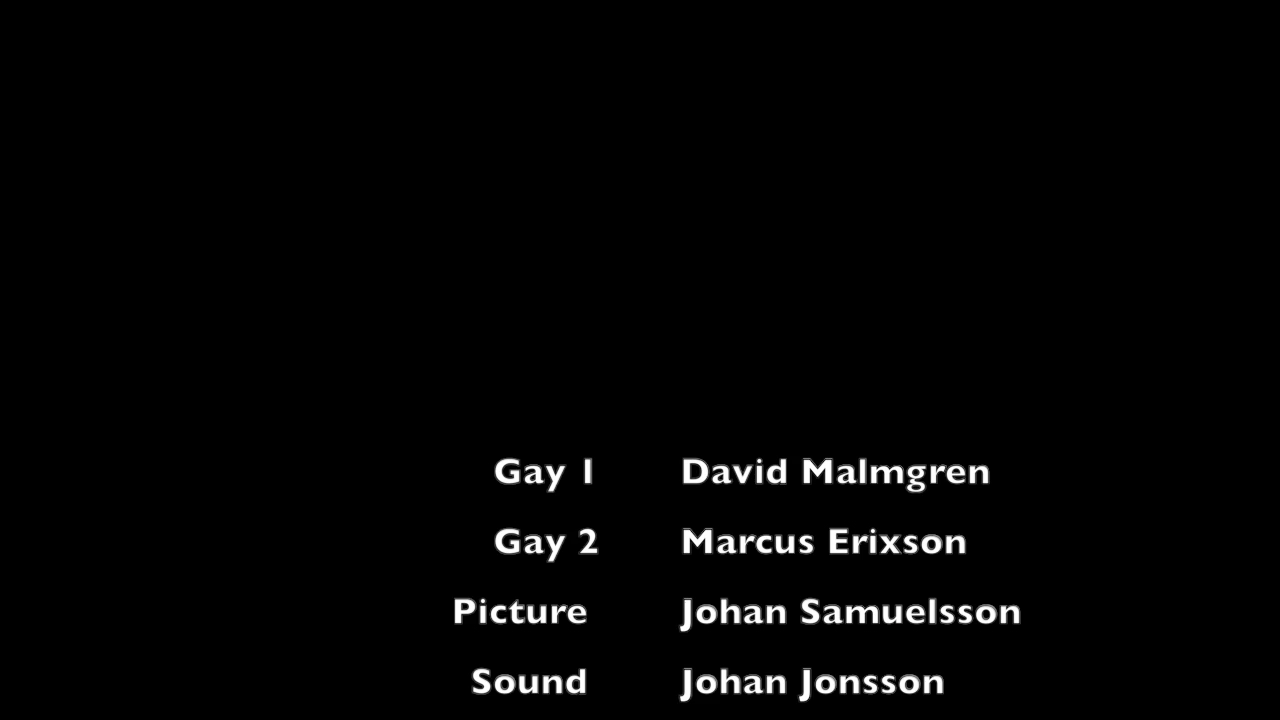 Gay 1 David Malmgren
Gay 2 Marcus Erixson
Picture Johan Samuelsson
Sound Johan Jonsson